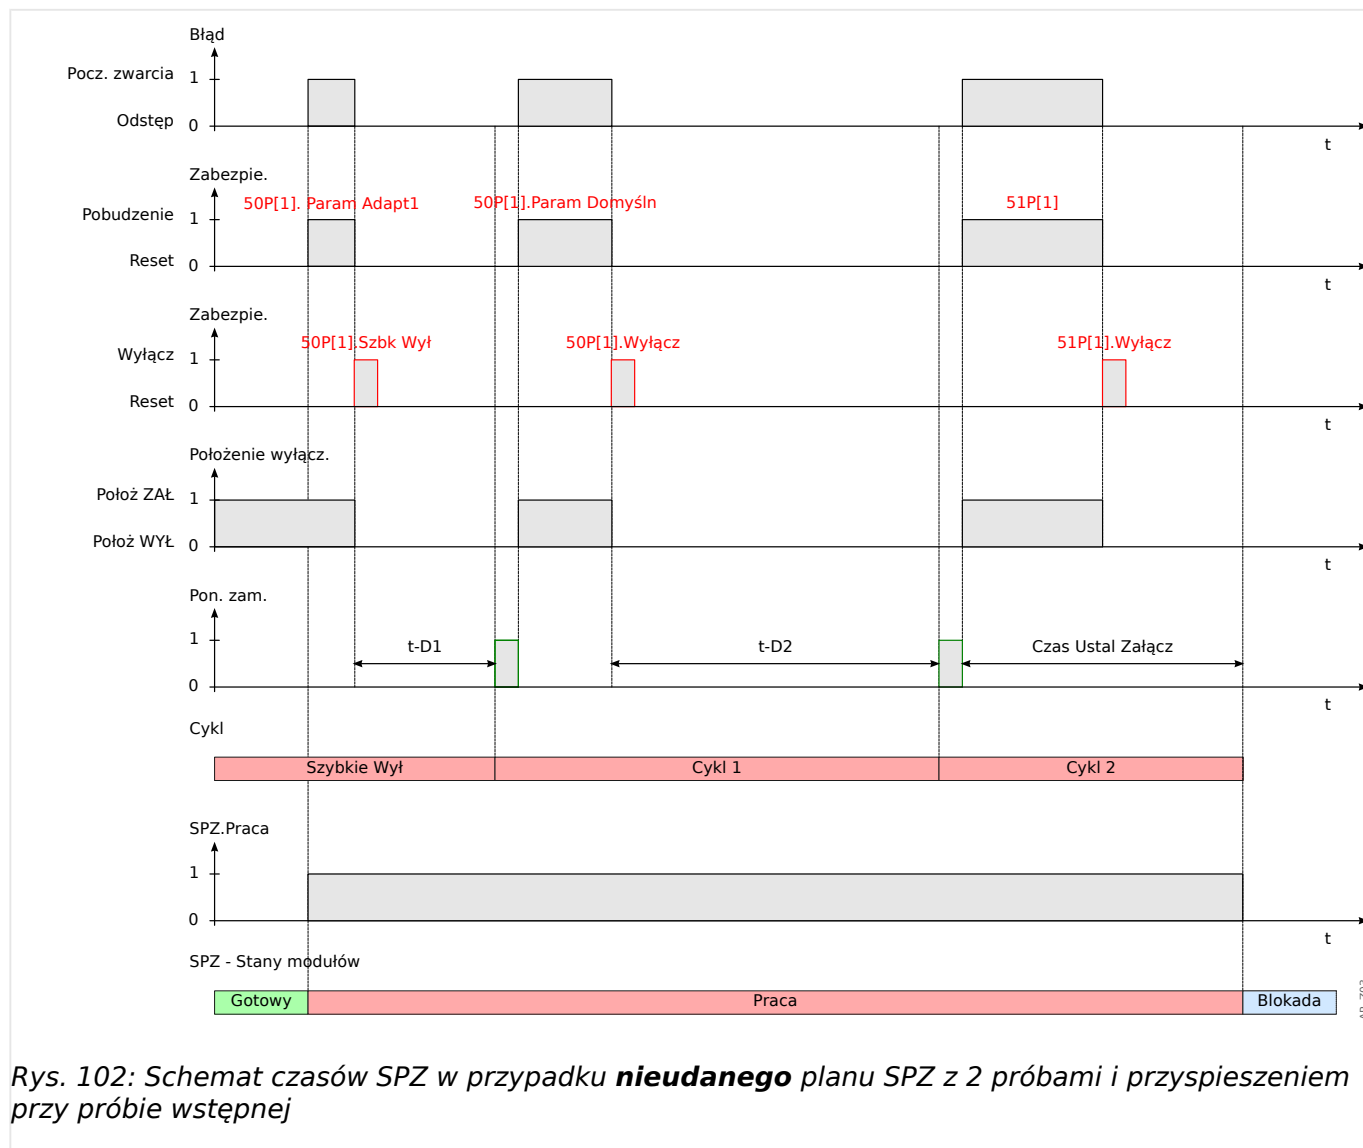 Błąd
Pocz. zwarcia 1
Odstęp 0
t
Zabezpie.
50P[1]. Param Adapt1 50P[1].Param Domyśln 51P[1]
Pobudzenie 1
Reset 0
t
Zabezpie.
50P[1].Szbk Wył 50P[1].Wyłącz 51P[1].Wyłącz
Wyłącz 1
Reset 0
t
Położenie wyłącz.
Położ ZAŁ 1
Położ WYŁ 0
t
Pon. zam.
1 t-D1 t-D2 Czas Ustal Załącz
0
t
Cykl
Szybkie Wył Cykl 1 Cykl 2
SPZ.Praca
1
0
t
SPZ - Stany modułów
Gotowy Praca Blokada
Rys. 102: Schemat czasów SPZ w przypadku nieudanego planu SPZ z 2 próbami i przyspieszeniem
przy próbie wstępnej